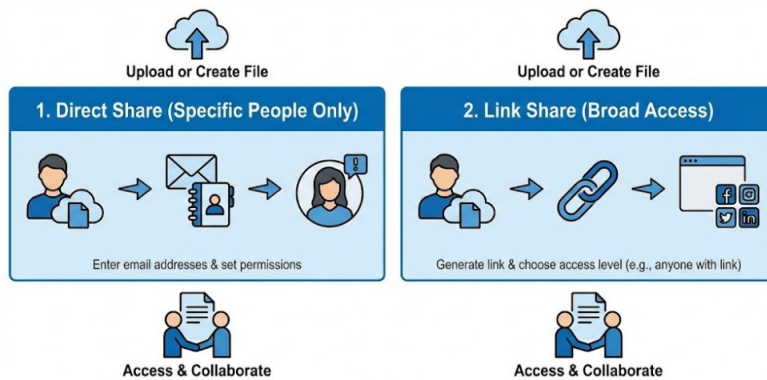 Upload or Create File
1. Direct Share (Specific People Only)
Enter email addresses & set permissions
Access & Collaborate
Upload or Create File
2. Link Share (Broad Access)
Generate link & choose access level (e.g., anyone with link)
Access & Collaborate